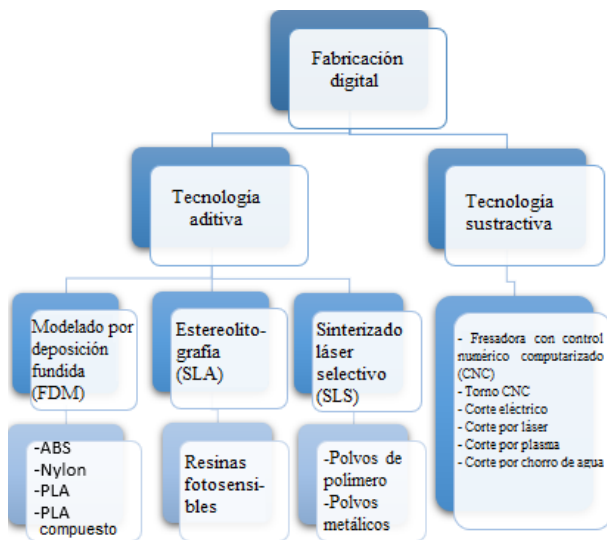 Fabricación
digital
Tecnologia
aditiva
Tecnologia
sustractiva
Modelado por
deposición
fundida
(FDM)
Estereolito-
grafía
(SLA)
Sinterizado
láser
selectivo
(SLS)
- Fresadora con control
numérico computarizado
(CNC)
- Torno CNC
- Corte eléctrico
- Corte por láser
- Corte por plasma
- Corte por chorro de agua
-ABS
-Nylon
-PLA
-PLA
compuesto
Resinas
fotosensi-
bles
-Polvos de
polímero
-Polvos
metálicos